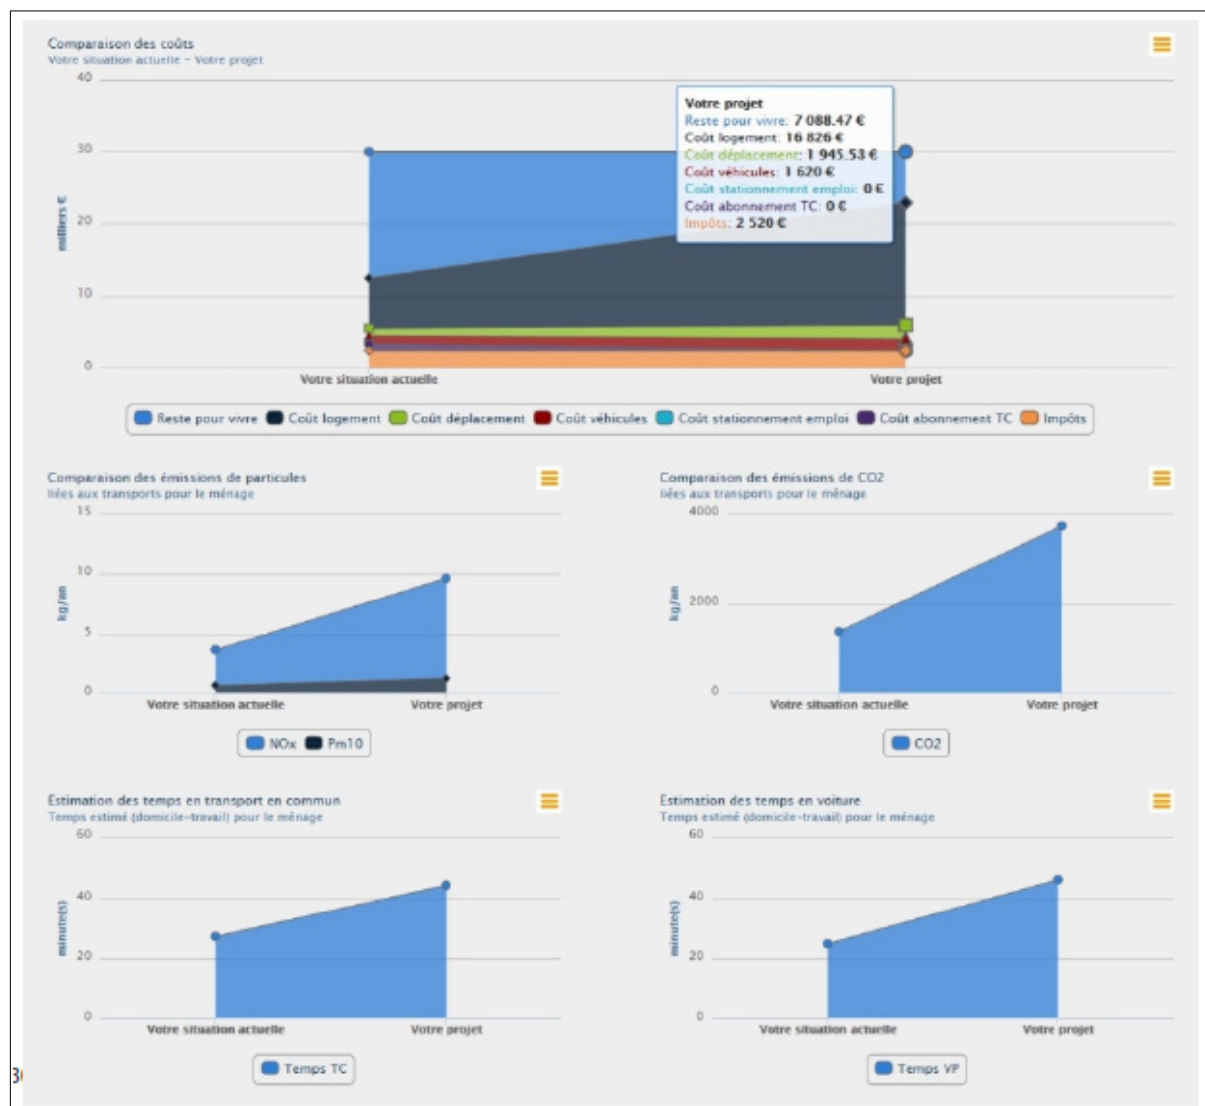 Comparaison des coûts
Votre situation actuelle - Votre projet
40
30
20
10
0
milliers €
Votre projet
Reste pour vivre: 7 088.47 €
Coût logement: 16 826 €
Coût déplacement: 1 945.53 €
Coût véhicules: 1 620 €
Coût stationnement emploi: 0 €
Coût abonnement TC: 0 €
Impôts: 2 520 €
Votre situation actuelle Votre projet
Reste pour vivre Coût logement Coût déplacement Coût véhicules Coût stationnement emploi Coût abonnement TC Impôts
Comparaison des émissions de particules
liées aux transports pour le ménage
15
10
5
0
kg/an
Votre situation actuelle Votre projet
NOx Pm10
Comparaison des émissions de CO2
liées aux transports pour le ménage
4000
2000
0
kg/an
Votre situation actuelle Votre projet
CO2
Estimation des temps en transport en commun
Temps estimé (domicile-travail) pour le ménage
60
40
20
0
minute(s)
Votre situation actuelle Votre projet
Temps TC
Estimation des temps en voiture
Temps estimé (domicile-travail) pour le ménage
60
40
20
0
minute(s)
Votre situation actuelle Votre projet
Temps VP